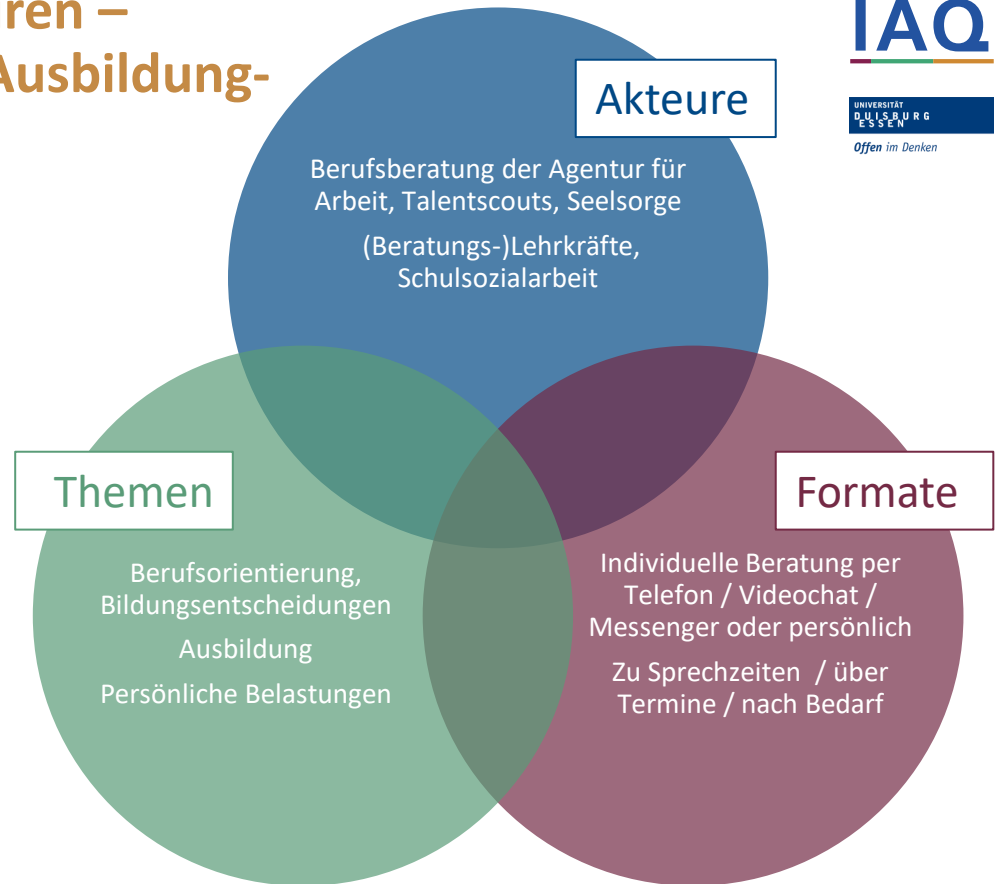 ren –
Ausbildung-
IAQ
UNIVERSITÄT
DUISBURG
ESSEN
Offen im Denken
Akteure
Berufsberatung der Agentur für
Arbeit, Talentscouts, Seelsorge
(Beratungs-)Lehrkräfte,
Schulsozialarbeit
Themen
Berufsorientierung,
Bildungsentscheidungen
Ausbildung
Persönliche Belastungen
Formate
Individuelle Beratung per
Telefon / Videochat /
Messenger oder persönlich
Zu Sprechzeiten / über
Termine / nach Bedarf